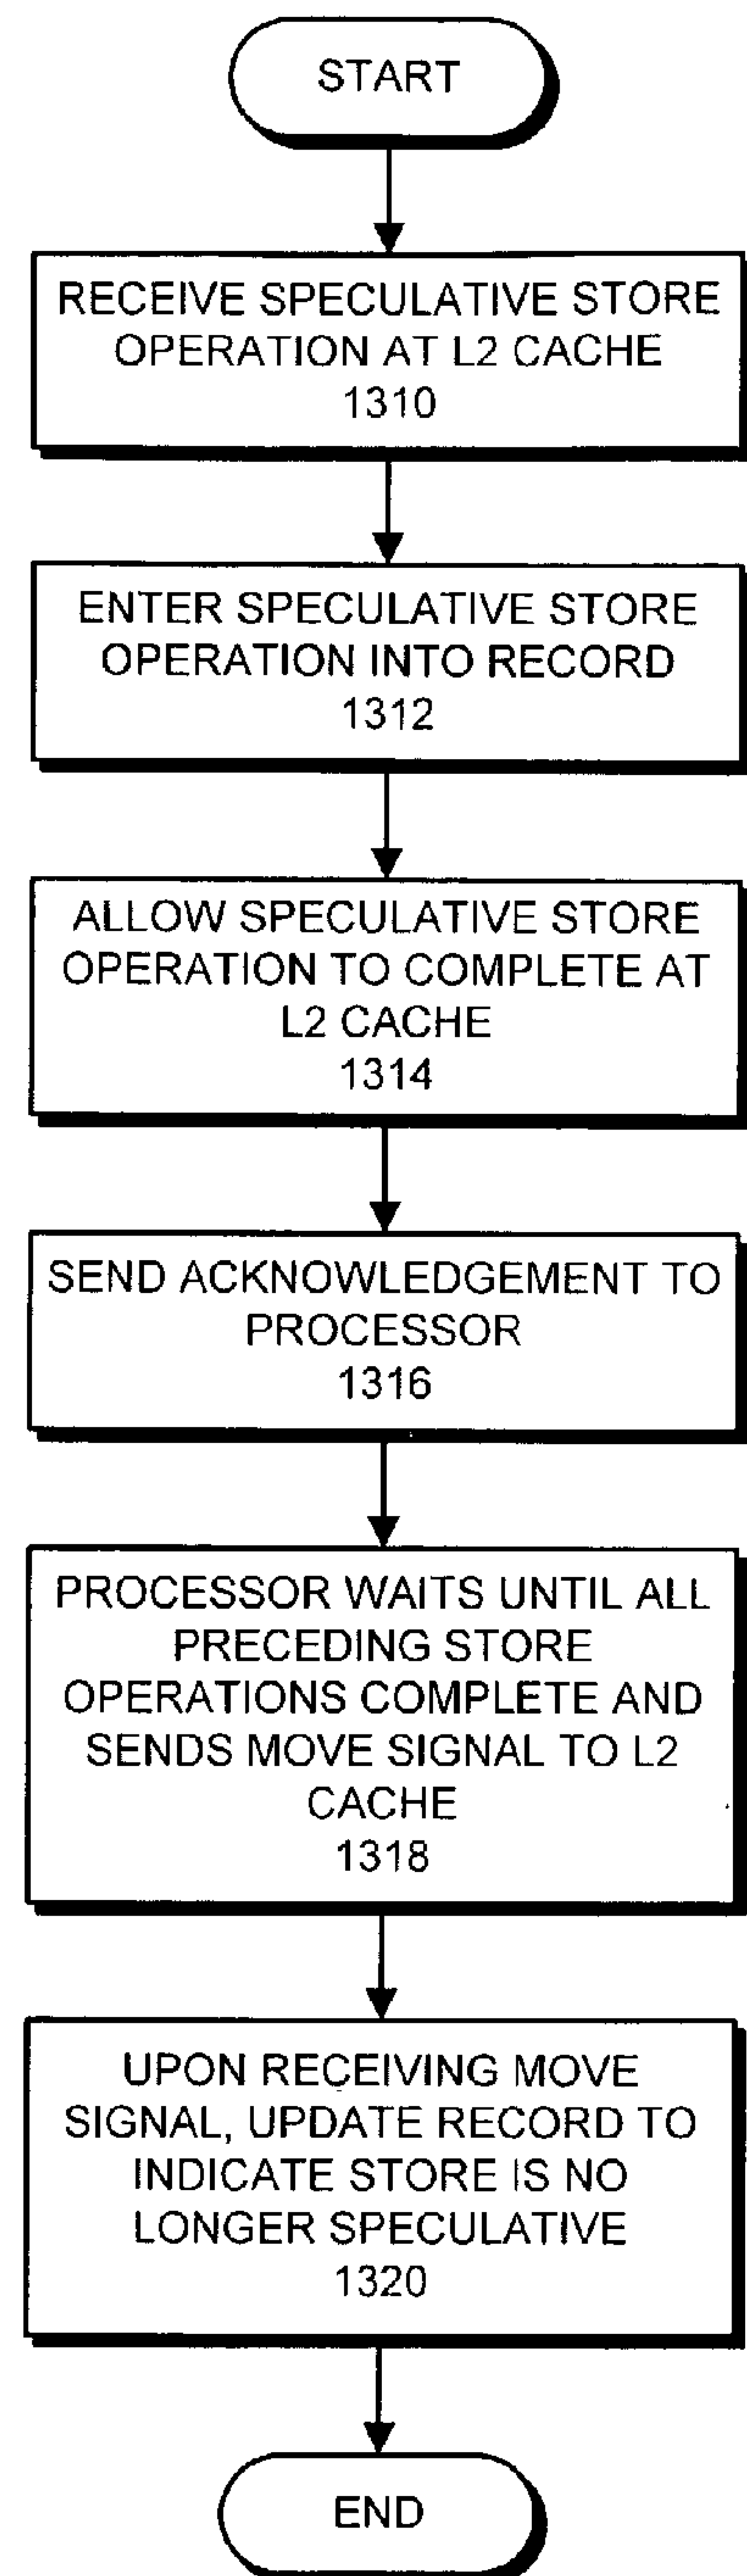 START
RECEIVE SPECULATIVE STORE
OPERATION AT L2 CACHE
1310
ENTER SPECULATIVE STORE
OPERATION INTO RECORD
1312
ALLOW SPECULATIVE STORE
OPERATION TO COMPLETE AT
L2 CACHE
1314
SEND ACKNOWLEDGEMENT TO
PROCESSOR
1316
PROCESSOR WAITS UNTIL ALL
PRECEDING STORE
OPERATIONS COMPLETE AND
SENDS MOVE SIGNAL TO L2
CACHE
1318
UPON RECEIVING MOVE
SIGNAL, UPDATE RECORD TO
INDICATE STORE IS NO
LONGER SPECULATIVE
1320
END